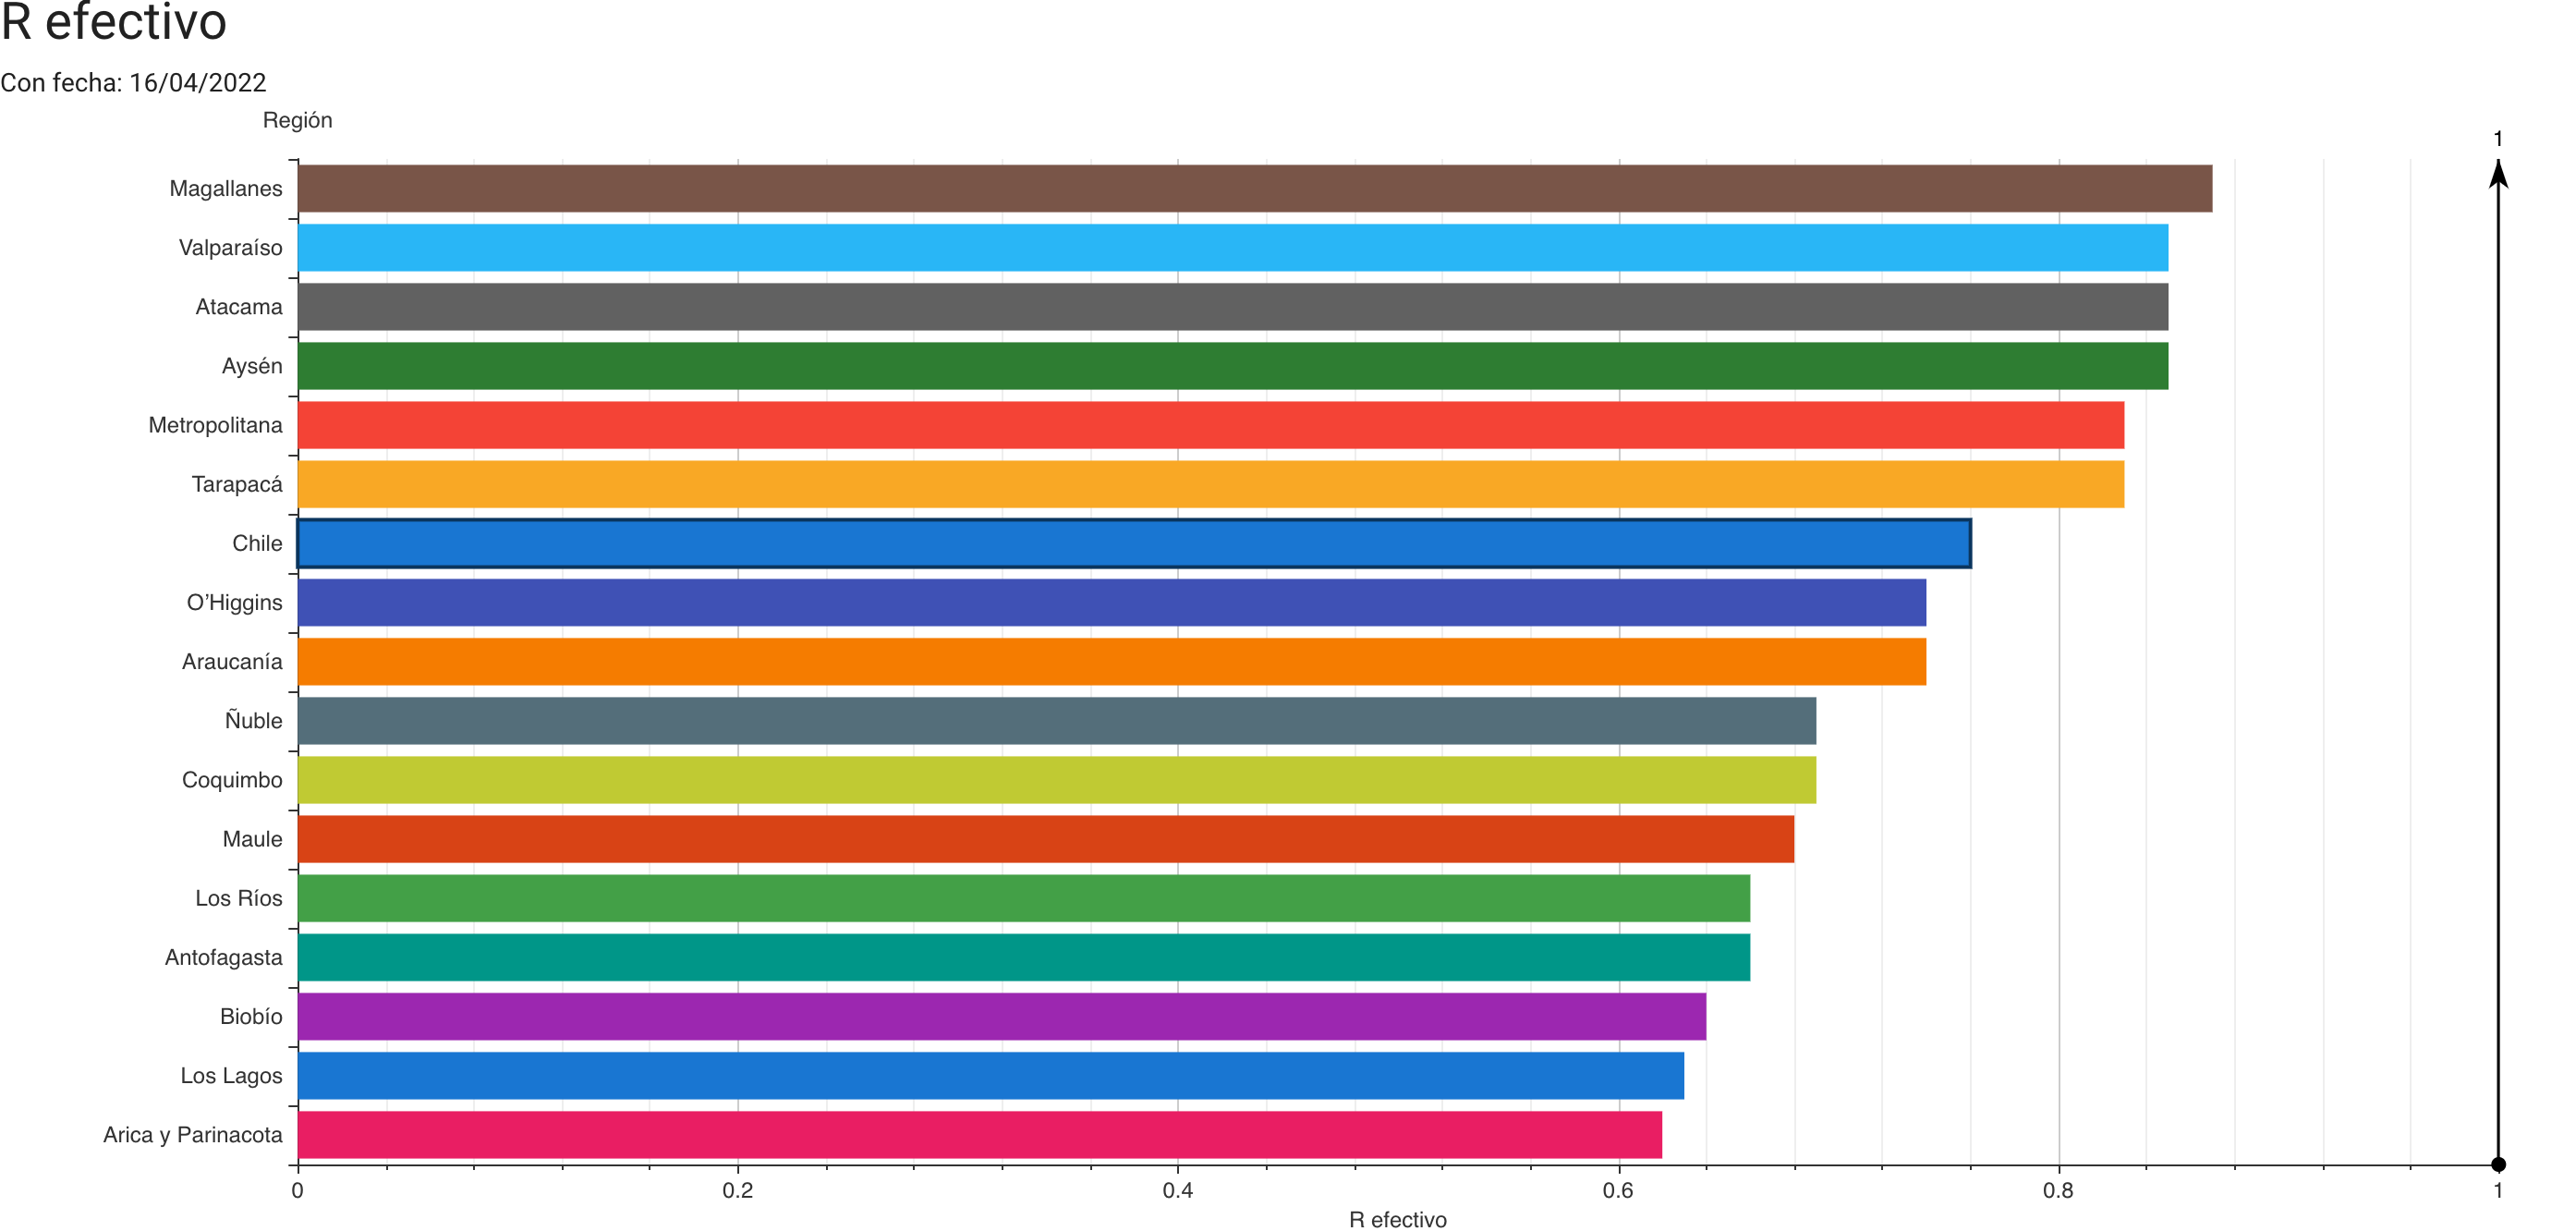 R efectivo
Con fecha: 16/04/2022
Región
1
Magallanes
Valparaíso
Atacama
Aysén
Metropolitana
Tarapacá
Chile
O’Higgins
Araucanía
Ñuble
Coquimbo
Maule
Los Ríos
Antofagasta
Biobío
Los Lagos
Arica y Parinacota
0 0.2 0.4 0.6 0.8 1
R efectivo